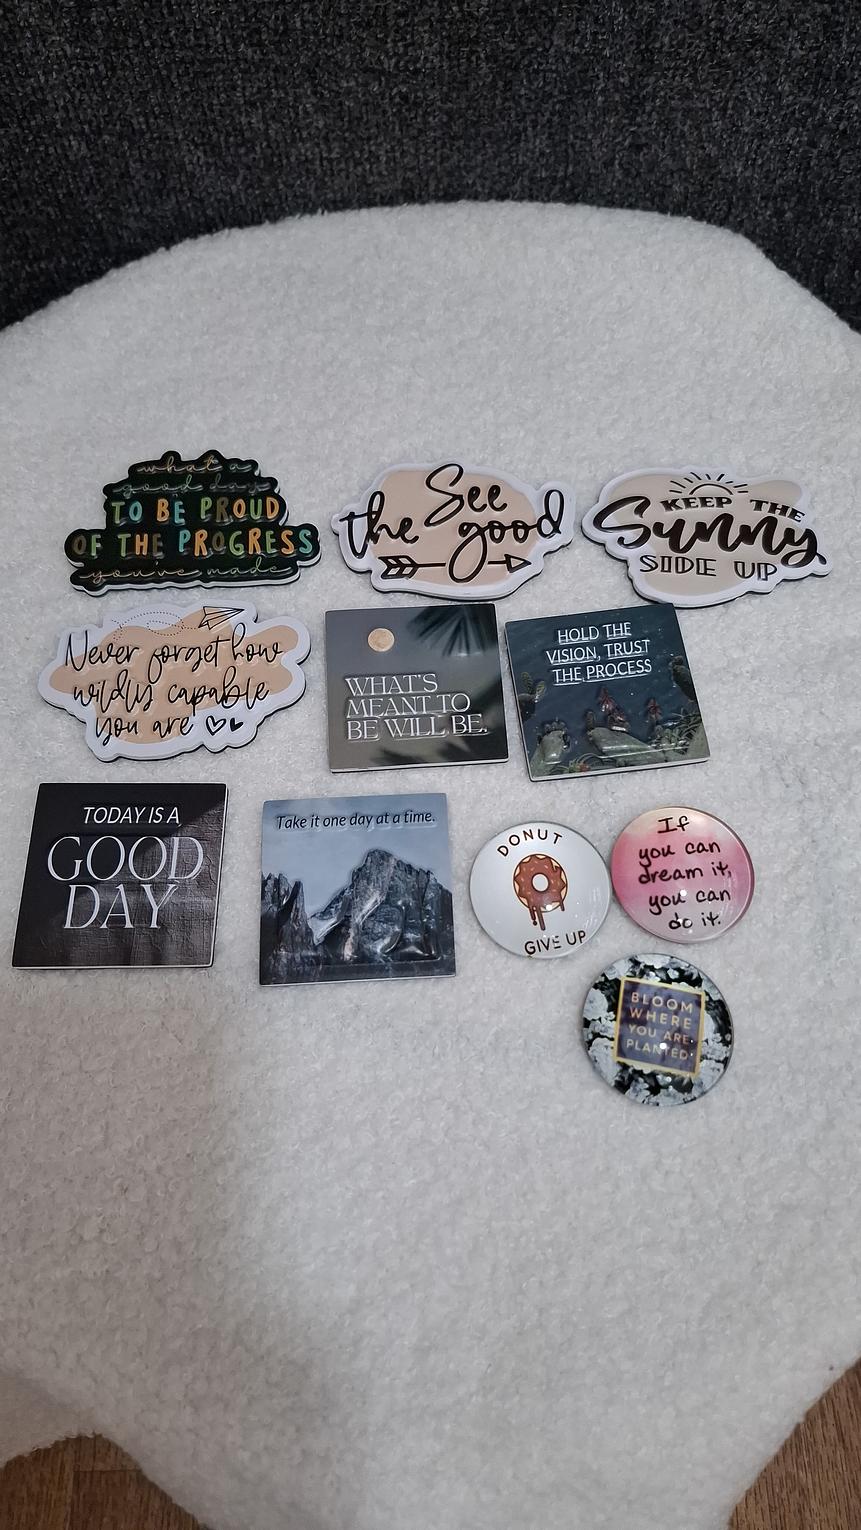 what a
good day
TO BE PROUD
OF THE PROGRESS
you've made
See
the good
KEEP THE
Sunny
SIDE UP
Never forget how
wildly capable
you are
WHAT'S
MEANT TO
BE WILL BE.
HOLD THE
VISION, TRUST
THE PROCESS
TODAY IS A
GOOD
DAY
Take it one day at a time.
DONUT
GIVE UP
If
you can
dream it,
you can
do it.
BLOOM
WHERE
YOU ARE
PLANTED